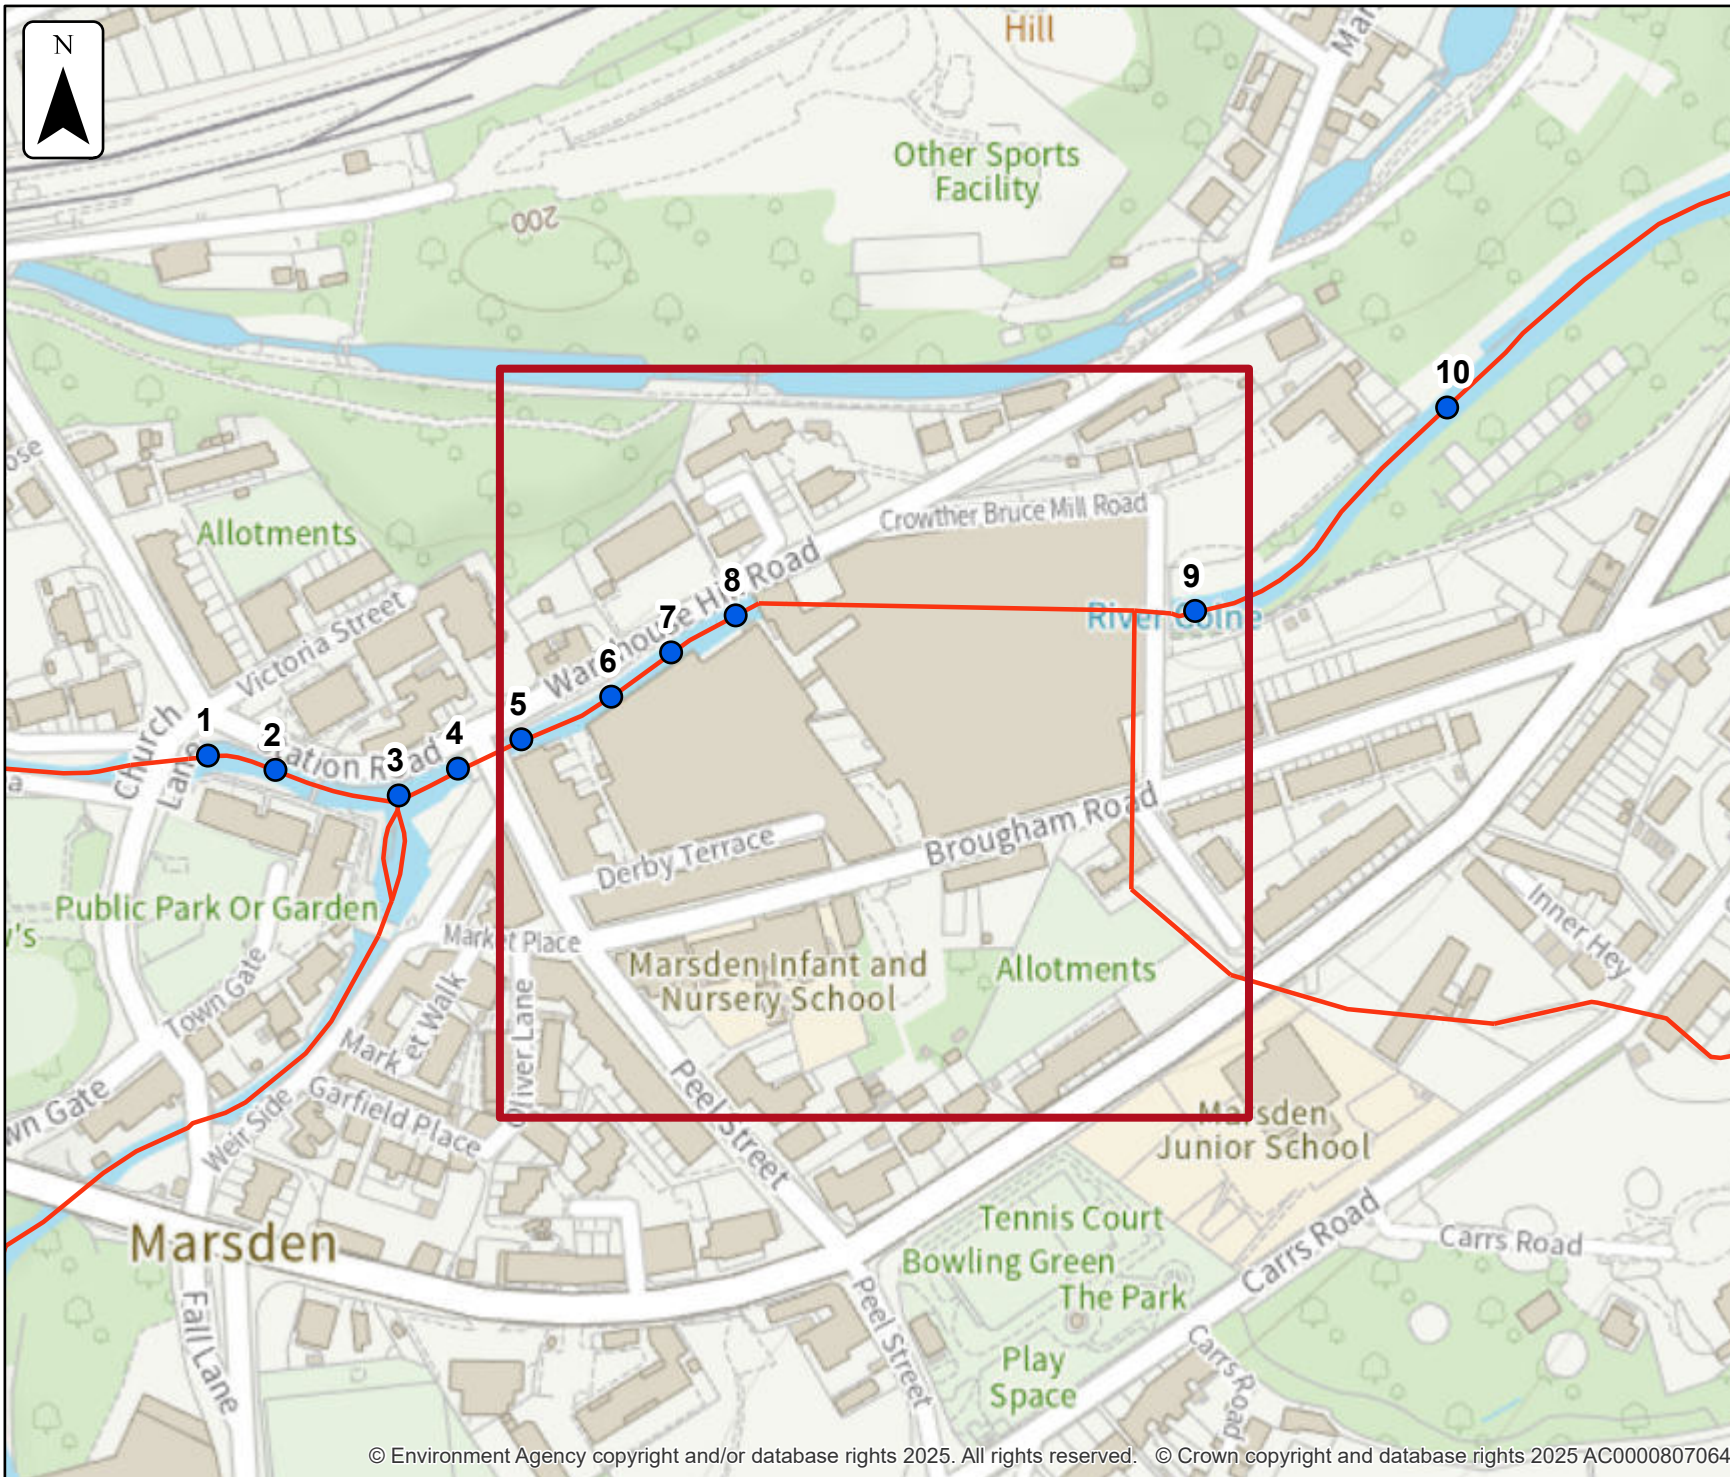 N
Hill
Other Sports
Facility
200
10
Crowther Bruce Mill Road
Allotments
Warehouse Hill Road
8
9
River Colne
7
6
Victoria Street
5
Church
Lane
1
2
3
4
Station Road
Brougham Road
Derby Terrace
Public Park Or Garden
Market Place
Marsden Infant and
Nursery School
Allotments
Inner Hey
Town Gate
Market Walk
Oliver Lane
Weir Side
Garfield Place
Peel Street
Marsden
Junior School
Marsden
Tennis Court
Bowling Green
The Park
Carrs Road
Carrs Road
Fall Lane
Peel Street
Play
Space
Carrs Road
© Environment Agency copyright and/or database rights 2025. All rights reserved. © Crown copyright and database rights 2025 AC0000807064